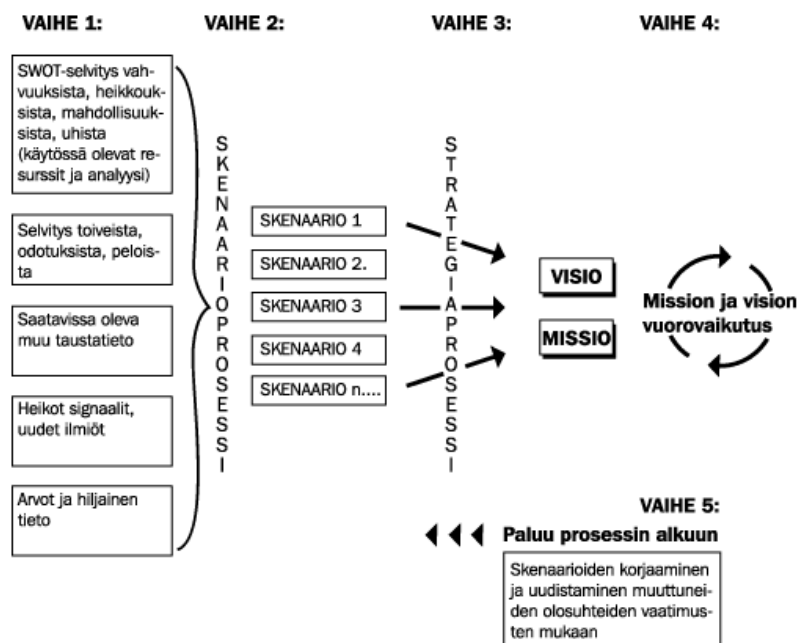 VAIHE 1:
VAIHE 2:
VAIHE 3:
VAIHE 4:
SWOT-selvitys vah-
vuuksista, heikkouk-
sista, mahdollisuuk-
sista, uhista
(käytössä olevat re-
surssit ja analyysi)
Selvitys toiveista,
odotuksista, pelois-
ta
Saatavissa oleva
muu taustatieto
Heikot signaalit,
uudet ilmiöt
Arvot ja hiljainen
tieto
SKENAARIOPROSESSI
SKENAARIO 1
SKENAARIO 2.
SKENAARIO 3
SKENAARIO 4
SKENAARIO n....
STRATEGIAPROSESSI
VISIO
MISSIO
Mission ja vision
vuorovaikutus
VAIHE 5:
Paluu prosessin alkuun
Skenaarioiden korjaaminen
ja uudistaminen muuttunei-
den olosuhteiden vaatimus-
ten mukaan